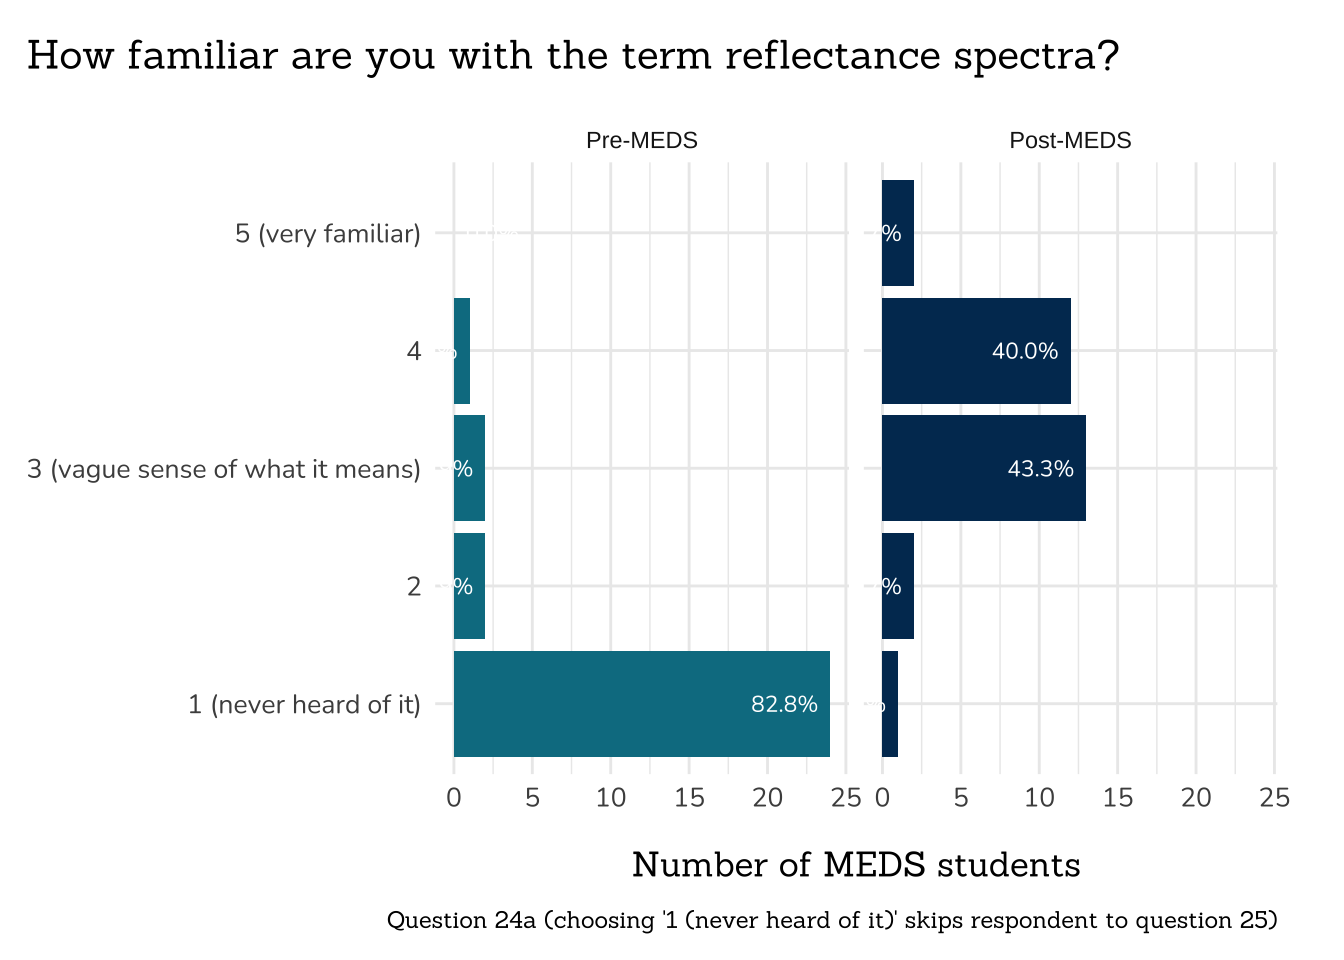 How familiar are you with the term reflectance spectra?
Pre-MEDS Post-MEDS
5 (very familiar) %
4 %
40.0%
3 (vague sense of what it means) %
43.3%
2 % %
1 (never heard of it) 82.8% %
0 5 10 15 20 25 0 5 10 15 20 25
Number of MEDS students
Question 24a (choosing '1 (never heard of it)' skips respondent to question 25)